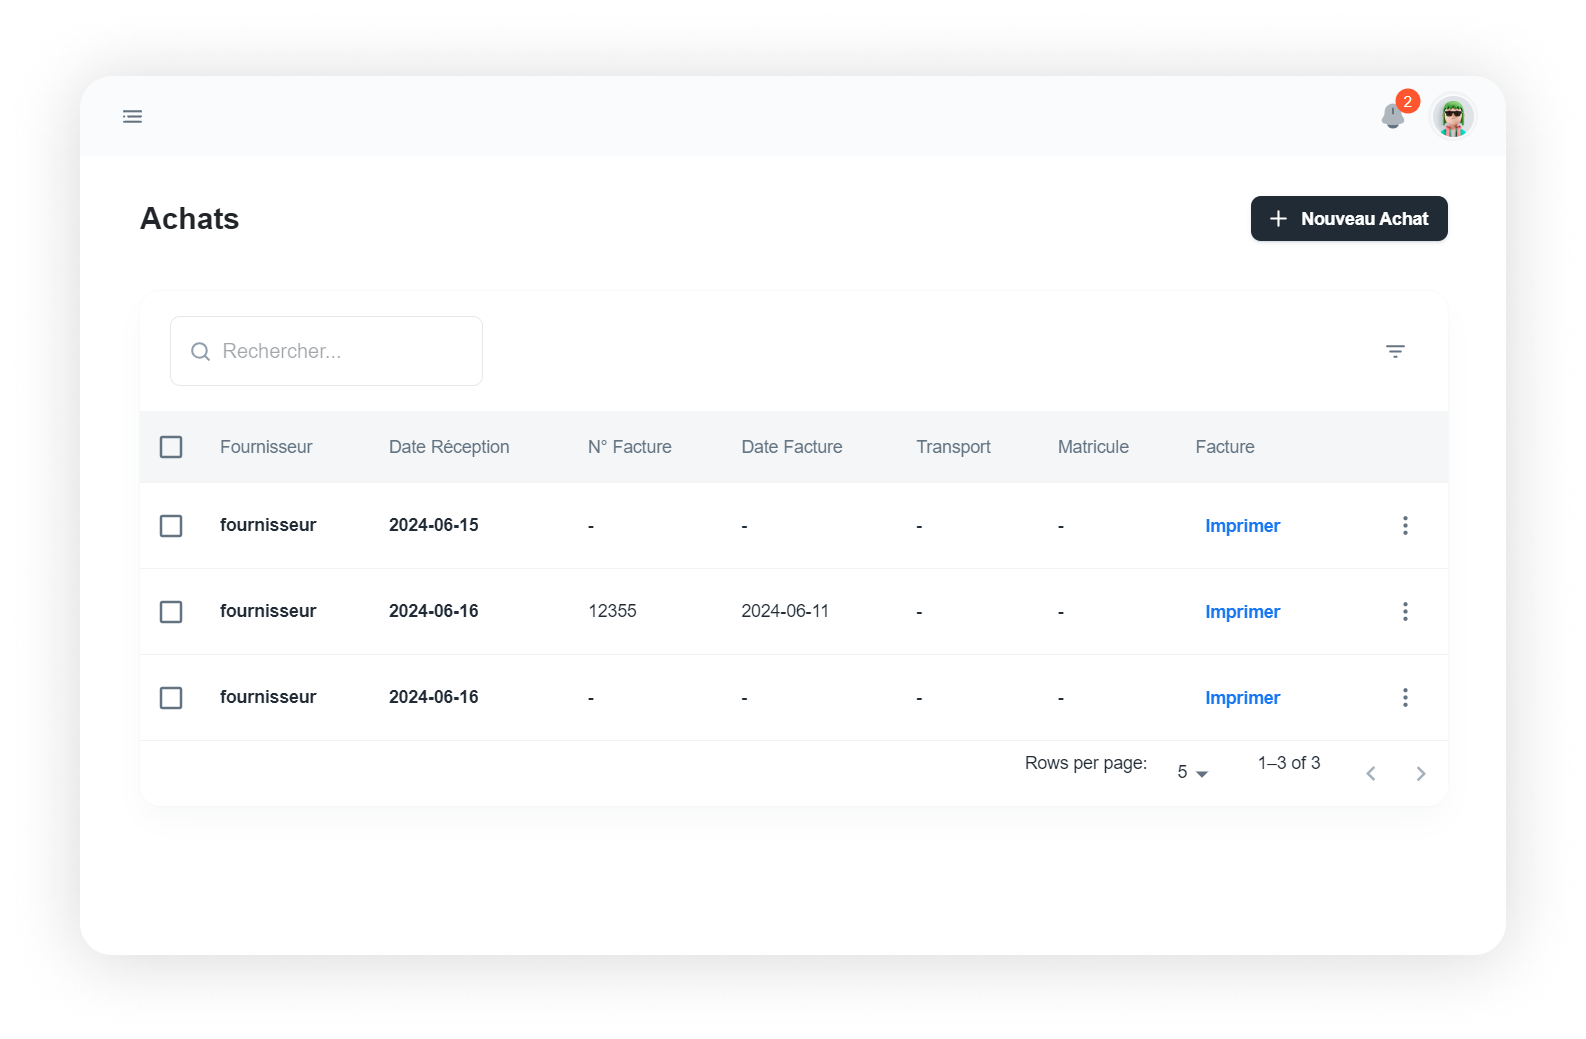 2
Achats
Nouveau Achat
Rechercher...
Fournisseur Date Réception N° Facture Date Facture Transport Matricule Facture
fournisseur 2024-06-15 - - - - Imprimer
fournisseur 2024-06-16 12355 2024-06-11 - - Imprimer
fournisseur 2024-06-16 - - - - Imprimer
Rows per page: 5 1–3 of 3